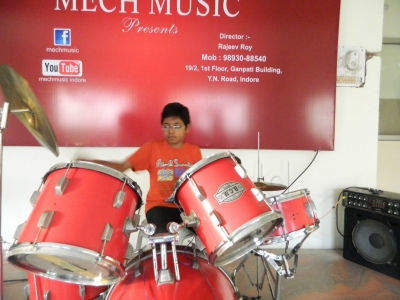 MECH MUSIC
Presents
Director :-
Rajeev Roy
Mob : 98930-88540
19/2, 1st Floor, Ganpati Building,
Y.N. Road, Indore
f
mechmusic
YouTube
mechmusic indore